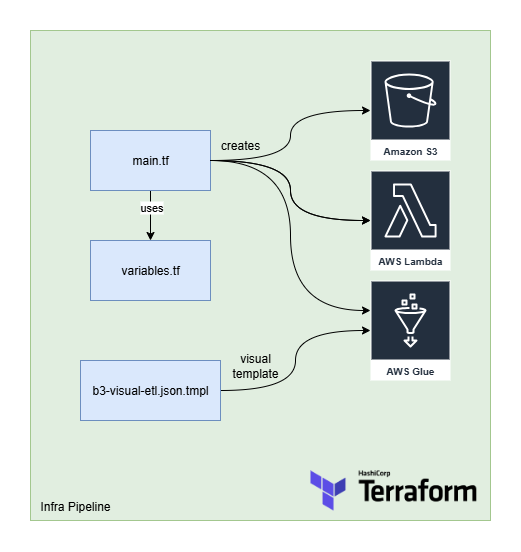 creates
Amazon S3
main.tf
uses
AWS Lambda
variables.tf
visual
template
AWS Glue
b3-visual-etl.json.tmpl
HashiCorp
Terraform
Infra Pipeline